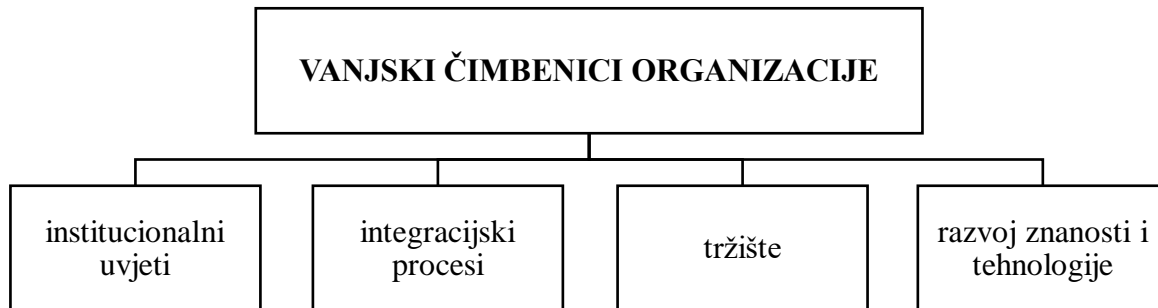 VANJSKI ČIMBENICI ORGANIZACIJE
institucionalni
uvjeti
integracijski
procesi
tržište
razvoj znanosti i
tehnologije